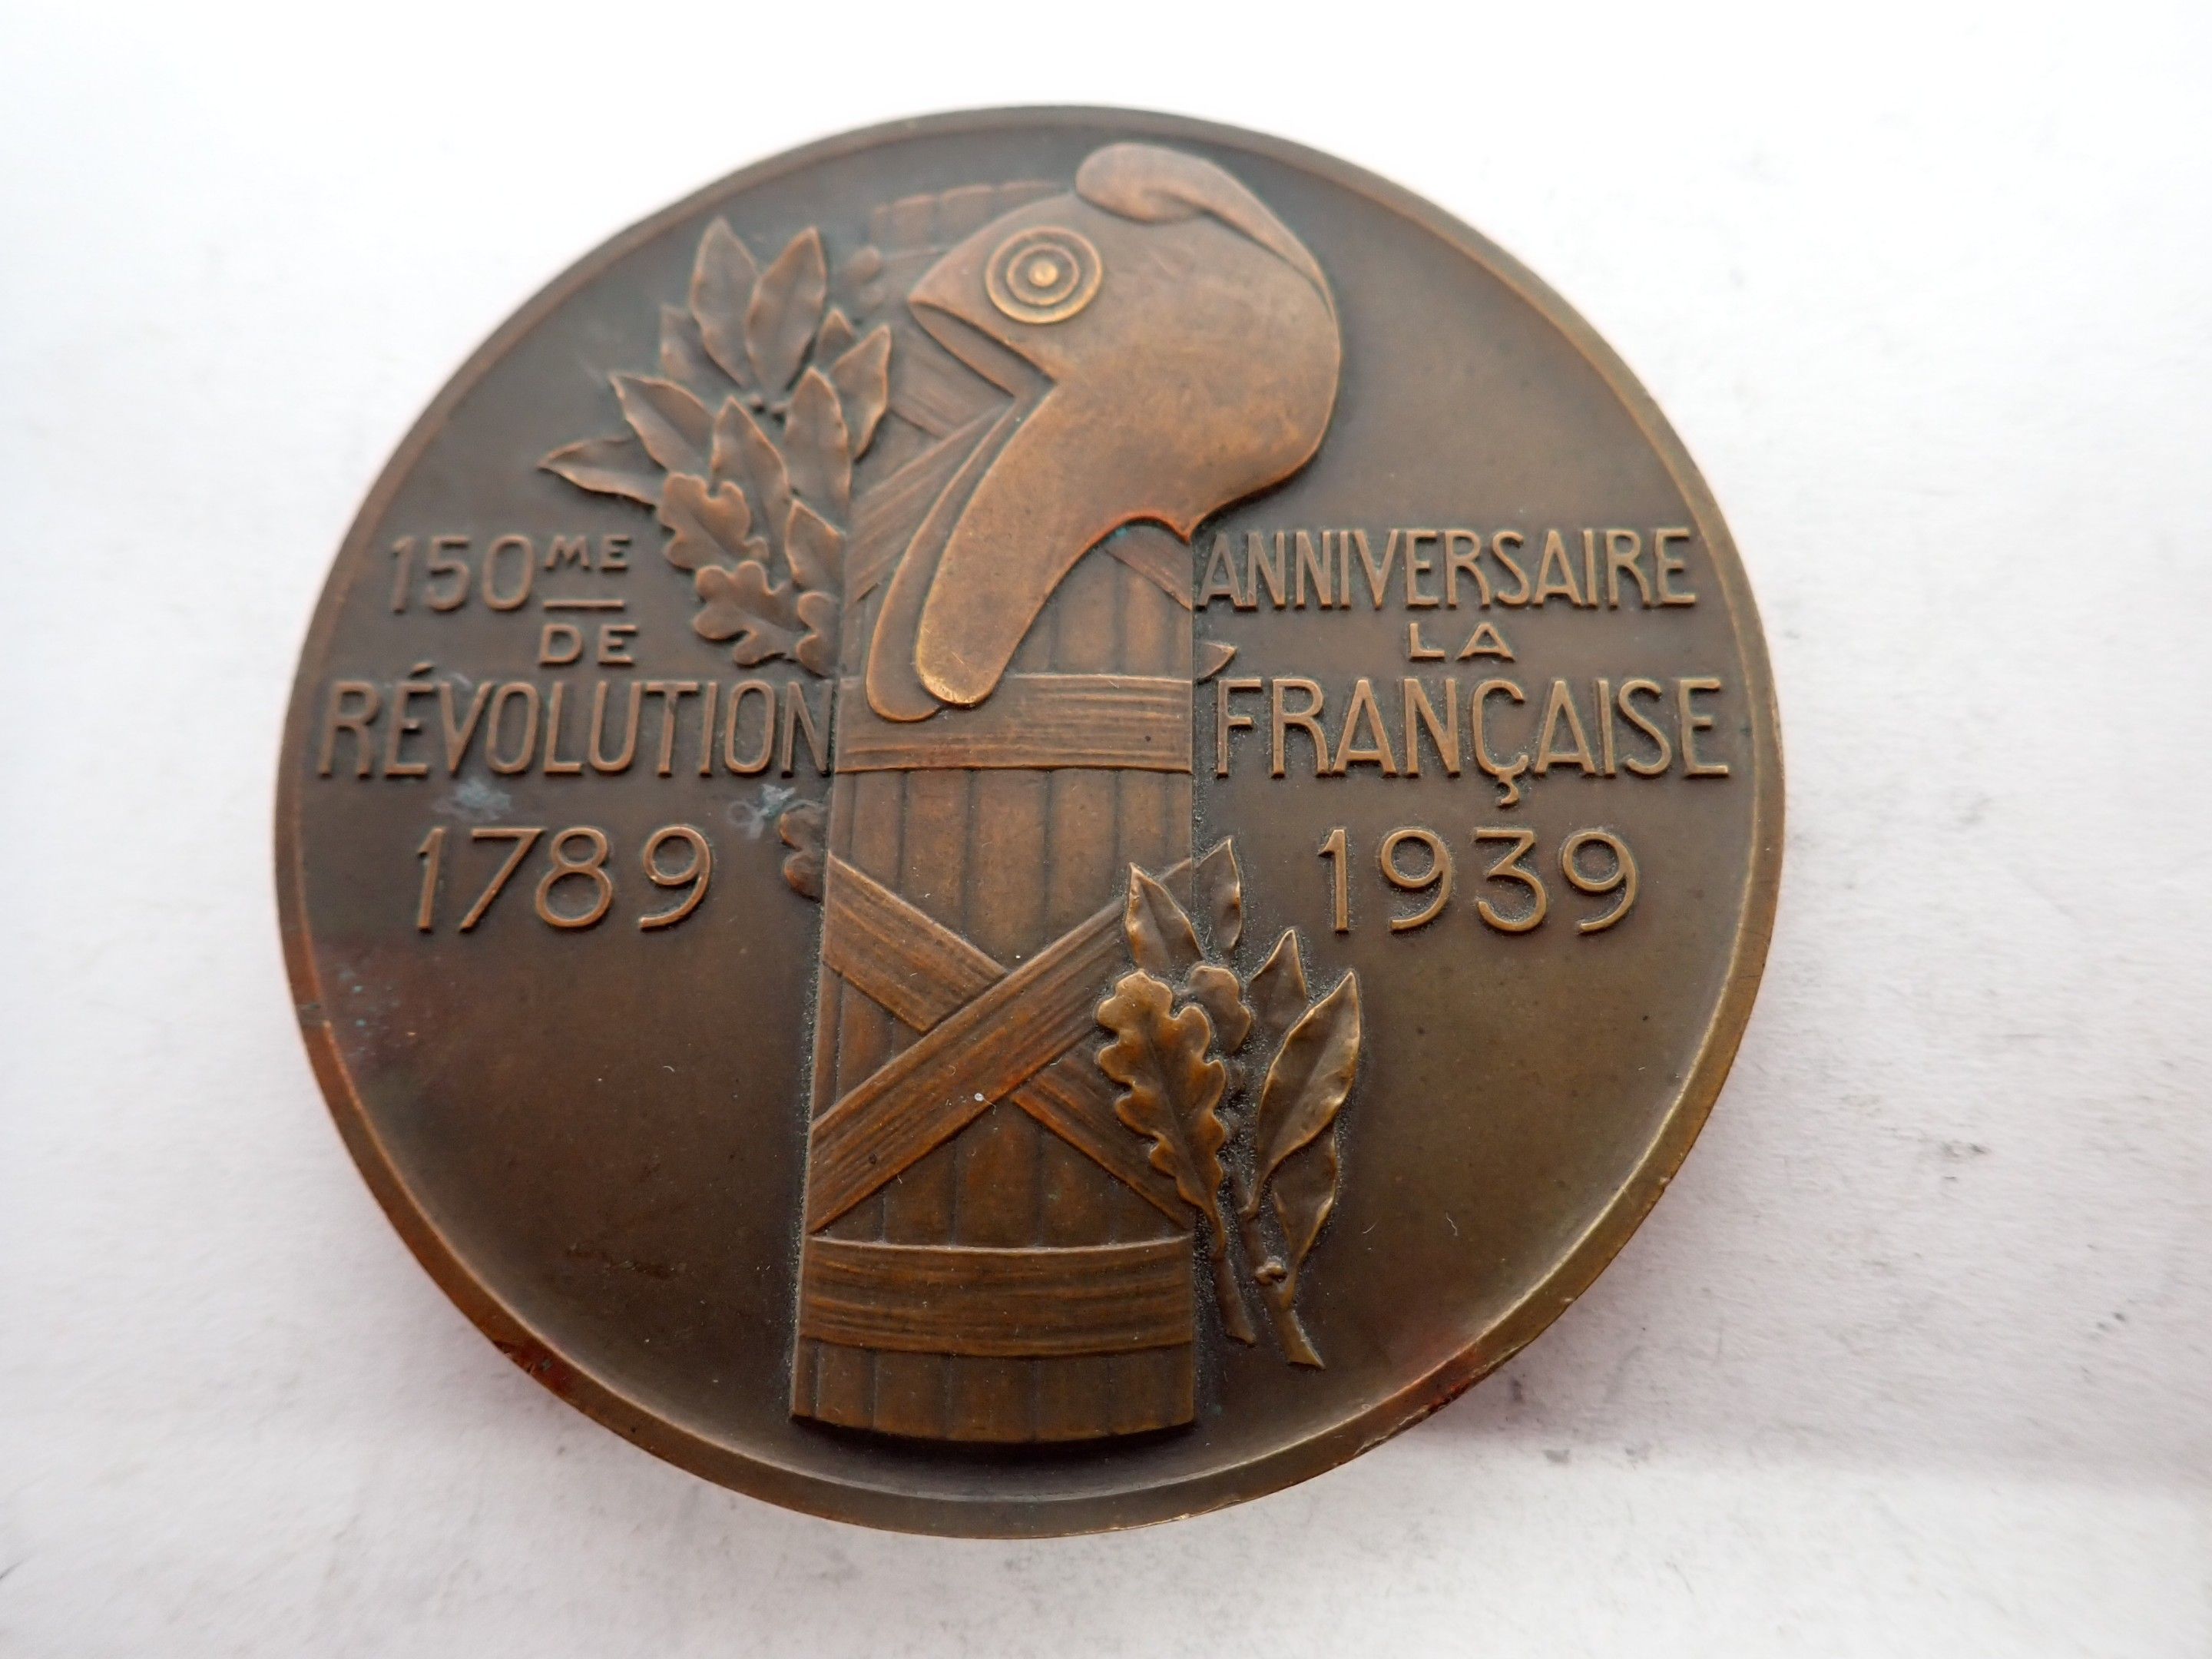 150ME ANNIVERSAIRE
DE LA
RÉVOLUTION FRANÇAISE
1789 1939